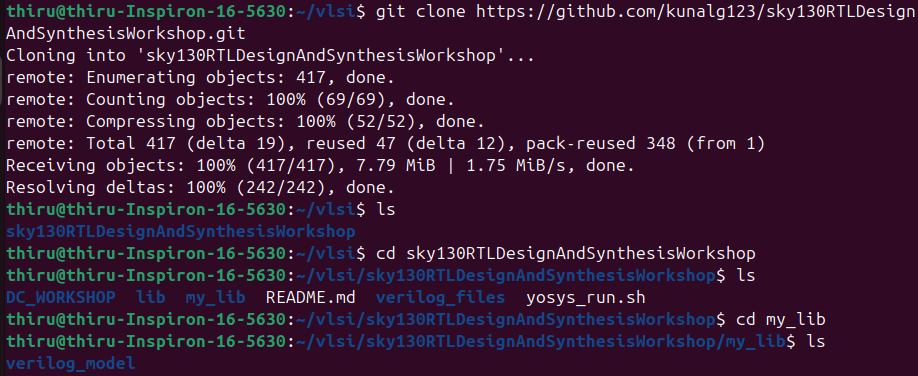 thiru@thiru-Inspiron-16-5630:~/vlsi$ git clone https://github.com/kunalg123/sky130RTLDesign
AndSynthesisWorkshop.git
Cloning into 'sky130RTLDesignAndSynthesisWorkshop'...
remote: Enumerating objects: 417, done.
remote: Counting objects: 100% (69/69), done.
remote: Compressing objects: 100% (52/52), done.
remote: Total 417 (delta 19), reused 47 (delta 12), pack-reused 348 (from 1)
Receiving objects: 100% (417/417), 7.79 MiB | 1.75 MiB/s, done.
Resolving deltas: 100% (242/242), done.
thiru@thiru-Inspiron-16-5630:~/vlsi$ ls
sky130RTLDesignAndSynthesisWorkshop
thiru@thiru-Inspiron-16-5630:~/vlsi$ cd sky130RTLDesignAndSynthesisWorkshop
thiru@thiru-Inspiron-16-5630:~/vlsi/sky130RTLDesignAndSynthesisWorkshop$ ls
DC_WORKSHOP  lib  my_lib  README.md  verilog_files  yosys_run.sh
thiru@thiru-Inspiron-16-5630:~/vlsi/sky130RTLDesignAndSynthesisWorkshop$ cd my_lib
thiru@thiru-Inspiron-16-5630:~/vlsi/sky130RTLDesignAndSynthesisWorkshop/my_lib$ ls
verilog_model